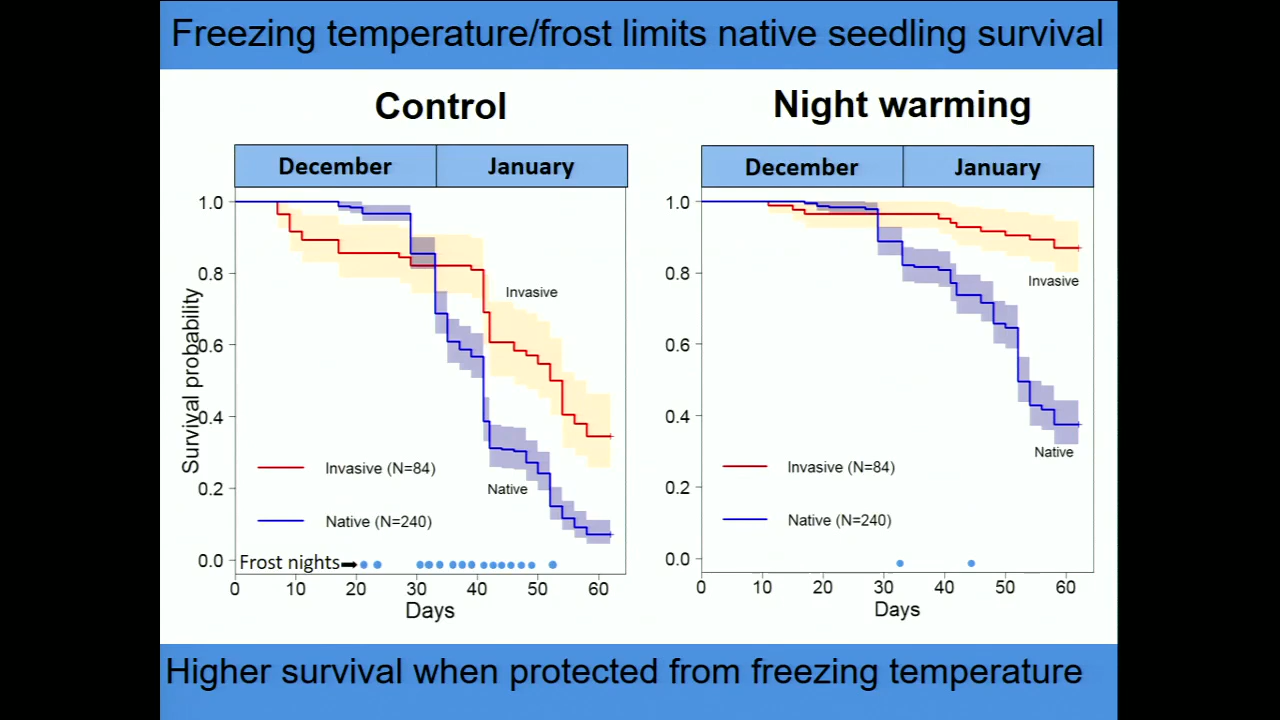 Freezing temperature/frost limits native seedling survival
Control
December January
1.0
0.8
0.6
0.4
0.2
0.0
Survival probability
Invasive
Native
Invasive (N=84)
Native (N=240)
Frost nights
0 10 20 30 40 50 60
Days
Night warming
December January
1.0
0.8
0.6
0.4
0.2
0.0
Invasive
Native
Invasive (N=84)
Native (N=240)
0 10 20 30 40 50 60
Days
Higher survival when protected from freezing temperature